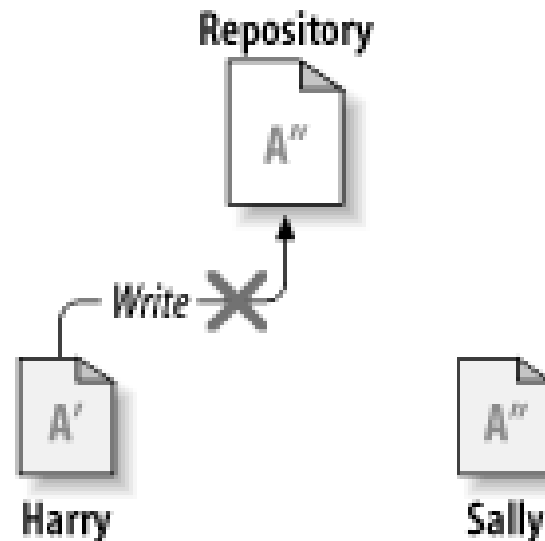 Repository
A″
Write
A′
A″
Harry
Sally